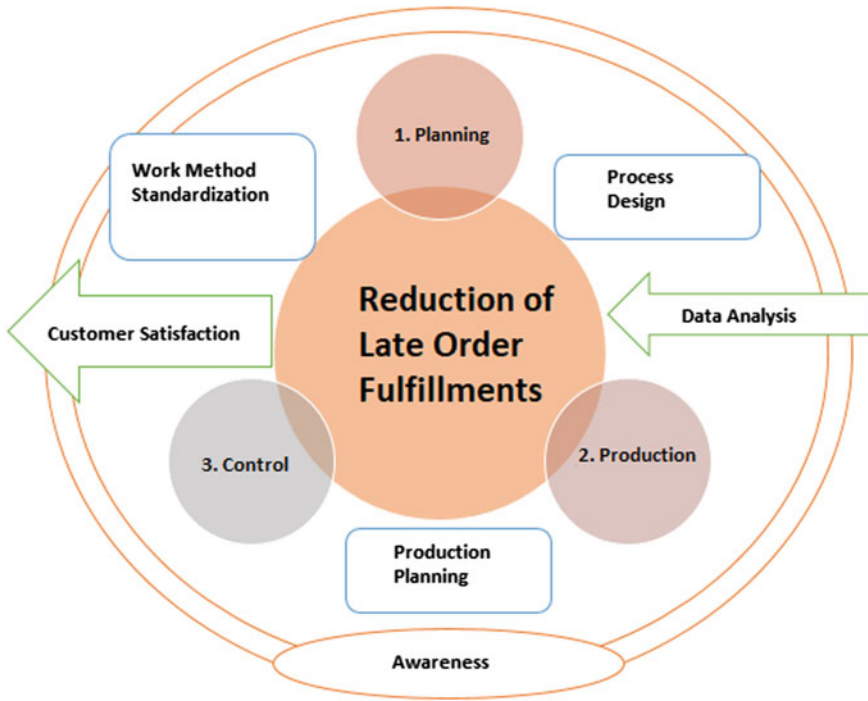 1. Planning
Work Method
Standardization
Process
Design
Reduction of
Late Order
Fulfillments
Customer Satisfaction
Data Analysis
3. Control
2. Production
Production
Planning
Awareness